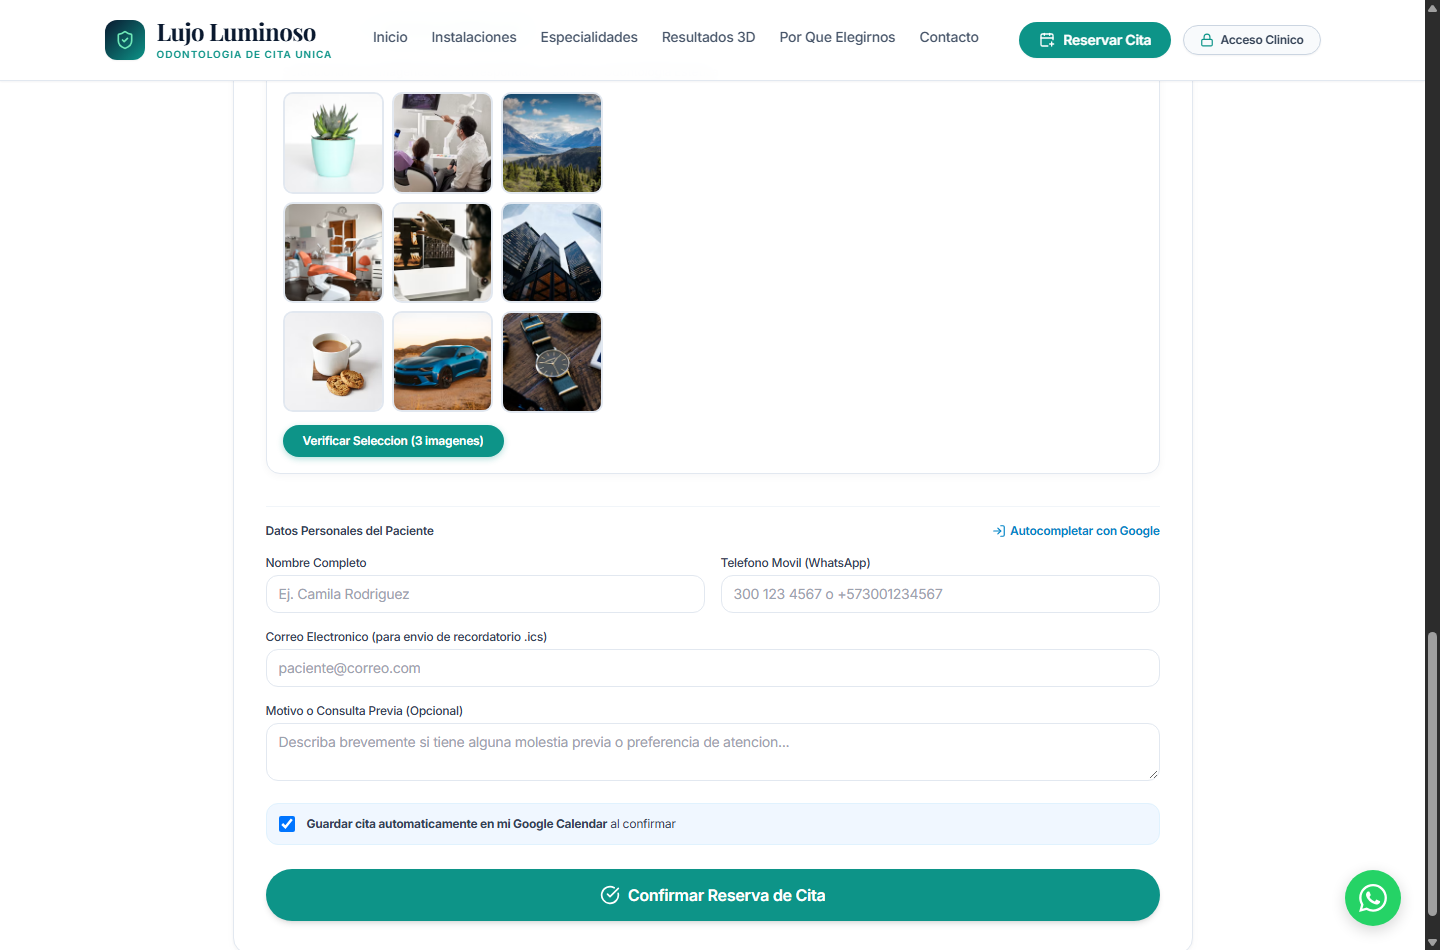 Lujo Luminoso
ODONTOLOGIA DE CITA UNICA
Inicio
Instalaciones
Especialidades
Resultados 3D
Por Que Elegirnos
Contacto
Reservar Cita
Acceso Clinico
Verificar Seleccion (3 imagenes)
Datos Personales del Paciente
Autocompletar con Google
Nombre Completo
Telefono Movil (WhatsApp)
Ej. Camila Rodriguez
300 123 4567 o +573001234567
Correo Electronico (para envio de recordatorio .ics)
paciente@correo.com
Motivo o Consulta Previa (Opcional)
Describa brevemente si tiene alguna molestia previa o preferencia de atencion...
Guardar cita automaticamente en mi Google Calendar al confirmar
Confirmar Reserva de Cita